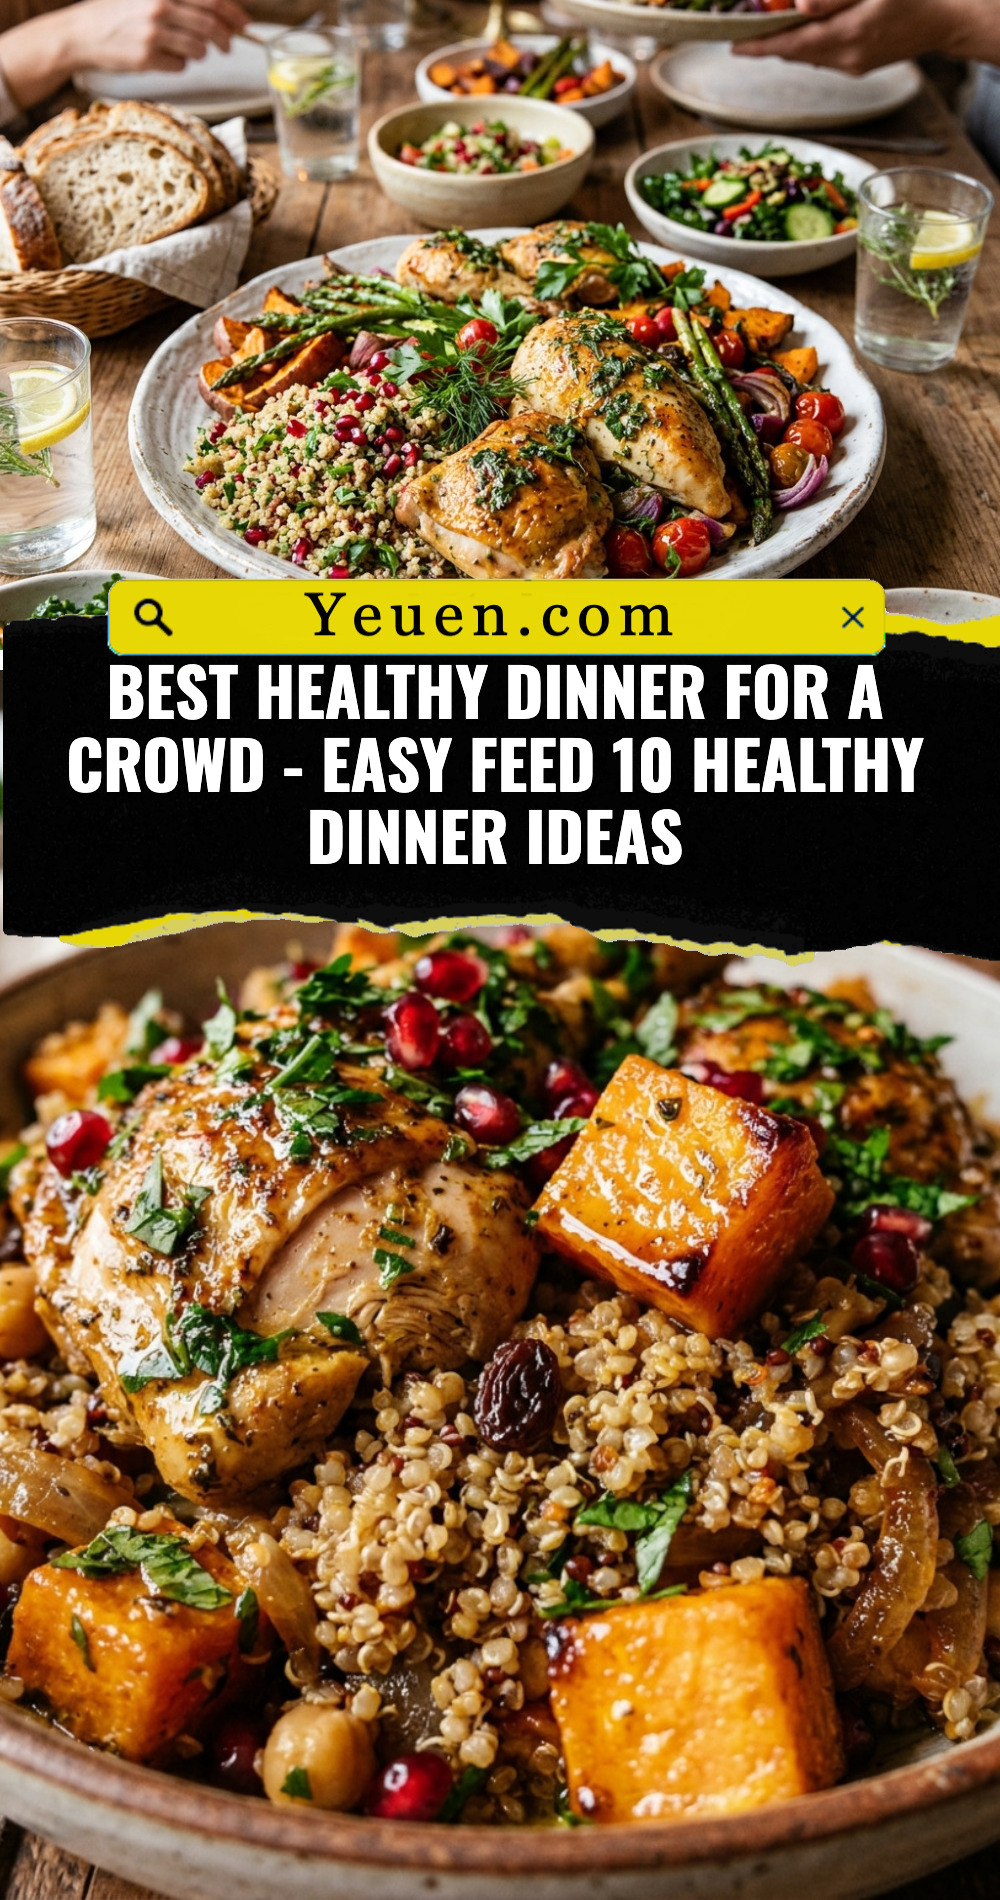 Yeuen.com
BEST HEALTHY DINNER FOR A
CROWD - EASY FEED 10 HEALTHY
DINNER IDEAS